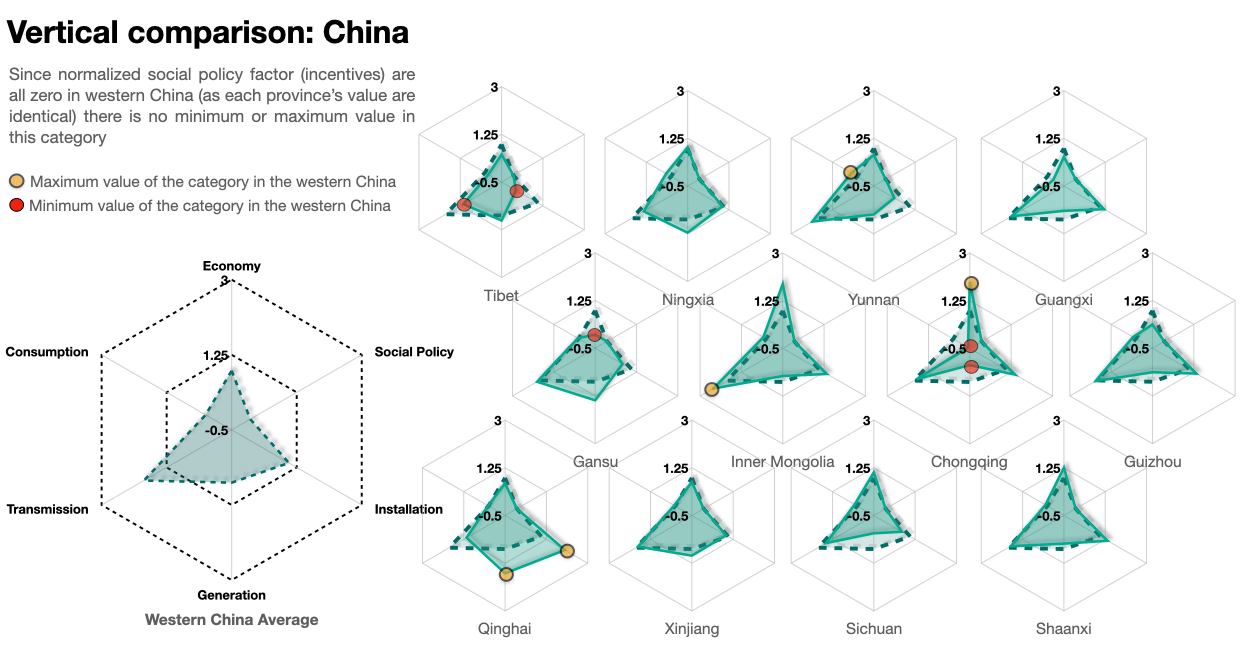 Vertical comparison: China
Since normalized social policy factor (incentives) are
all zero in western China (as each province's value are
identical) there is no minimum or maximum value in
this category
Maximum value of the category in the western China
Minimum value of the category in the western China
Economy
3
Consumption
1.25
Social Policy
-0.5
Transmission
Installation
Generation
Western China Average
3
1.25
-0.5
Tibet
3
1.25
-0.5
Ningxia
3
1.25
-0.5
Yunnan
3
1.25
-0.5
Guangxi
3
1.25
-0.5
Gansu
3
1.25
-0.5
Inner Mongolia
3
1.25
-0.5
Chongqing
3
1.25
-0.5
Guizhou
3
1.25
-0.5
Qinghai
3
1.25
-0.5
Xinjiang
3
1.25
-0.5
Sichuan
3
1.25
-0.5
Shaanxi